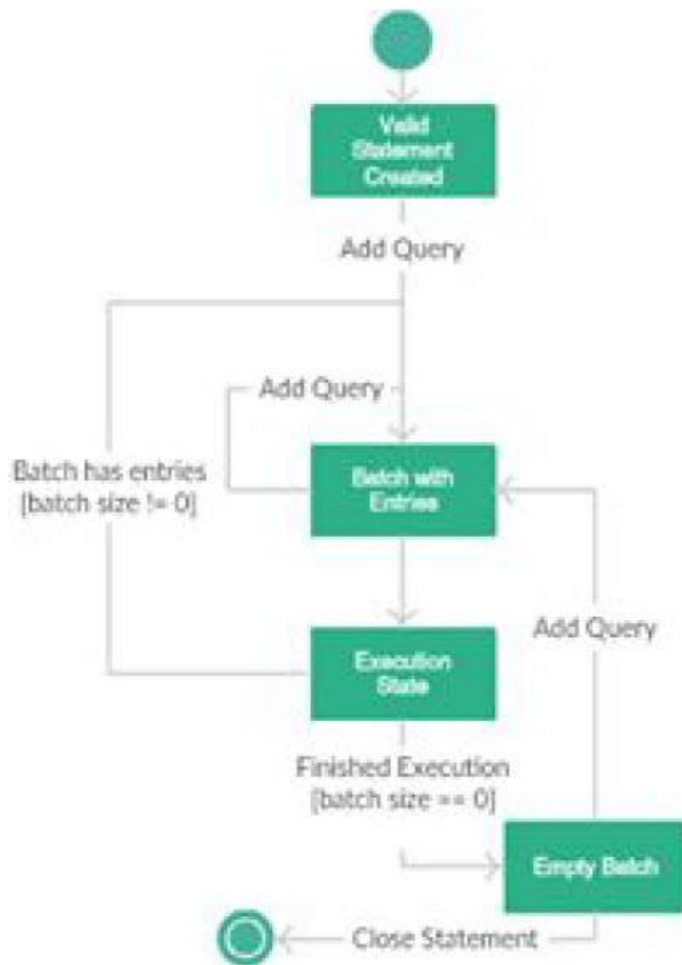 Valid
Statement
Created
Add Query
Add Query
Batch has entries
[batch size != 0]
Batch with
Entries
Add Query
Execution
State
Finished Execution
[batch size == 0]
Empty Batch
Close Statement